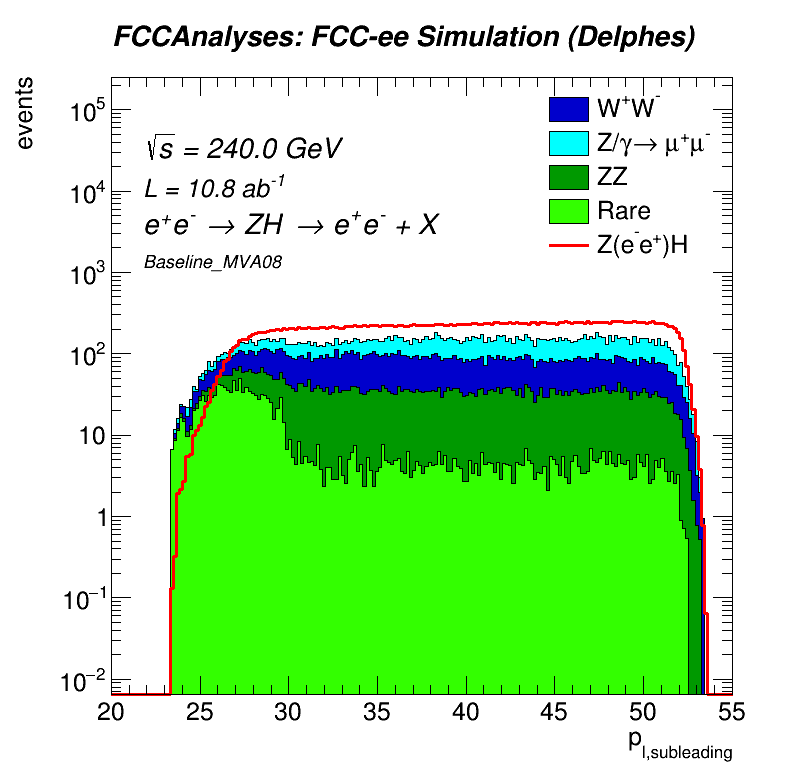 FCCAnalyses: FCC-ee Simulation (Delphes)
events
√s = 240.0 GeV
L = 10.8 ab⁻¹
e⁺e⁻ → ZH → e⁺e⁻ + X
Baseline_MVA08
W⁺W⁻
Z/γ→ μ⁺μ⁻
ZZ
Rare
Z(e⁻e⁺)H
10⁵
10⁴
10³
10²
10
1
10⁻¹
10⁻²
20 25 30 35 40 45 50 55
p_l,subleading